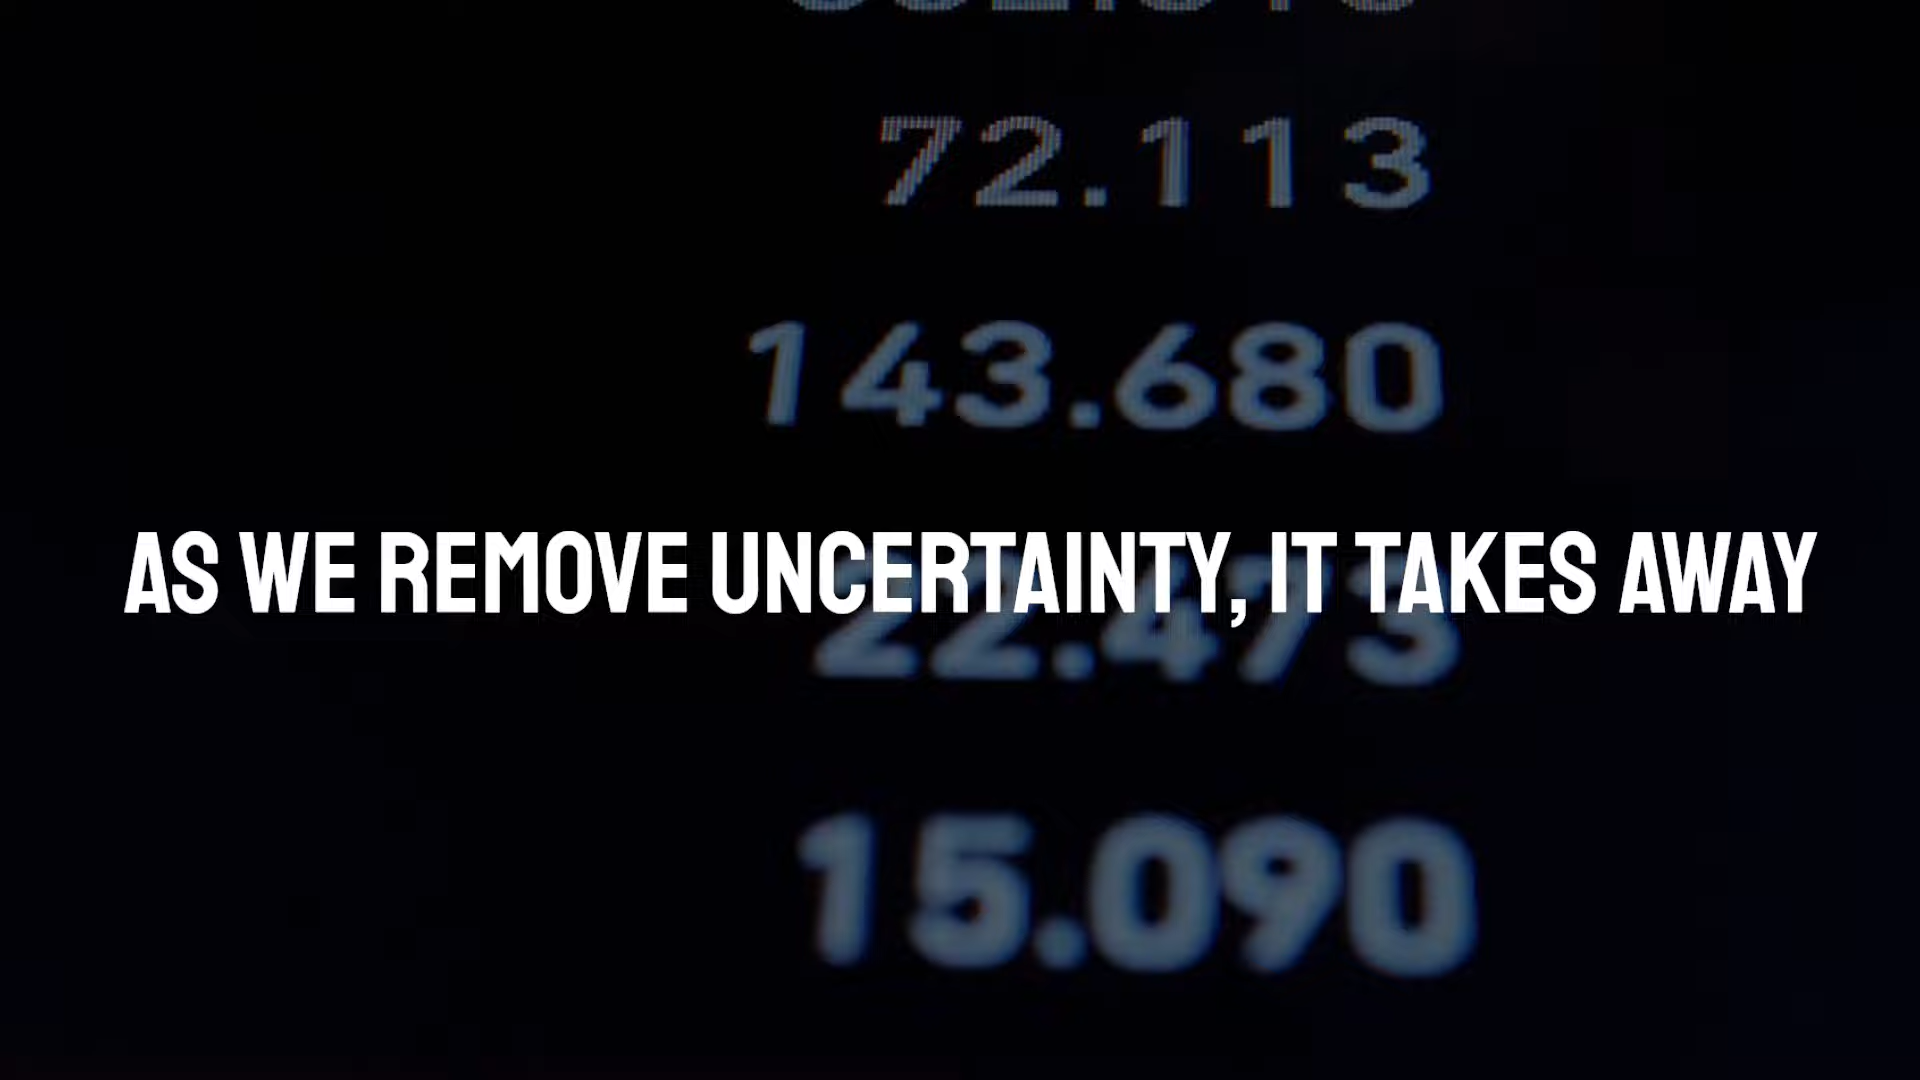 72.113
143.680
AS WE REMOVE UNCERTAINTY, IT TAKES AWAY
22.473
15.090